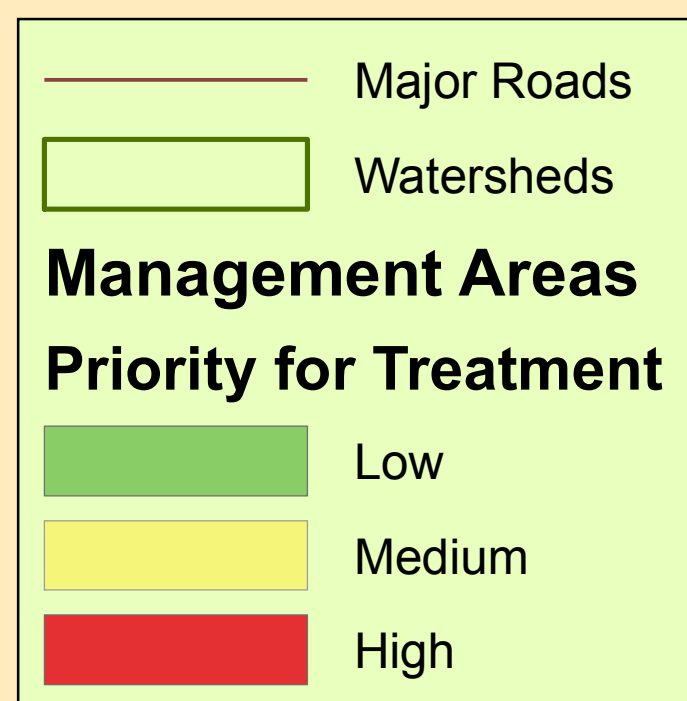 Major Roads
Watersheds
Management Areas
Priority for Treatment
Low
Medium
High